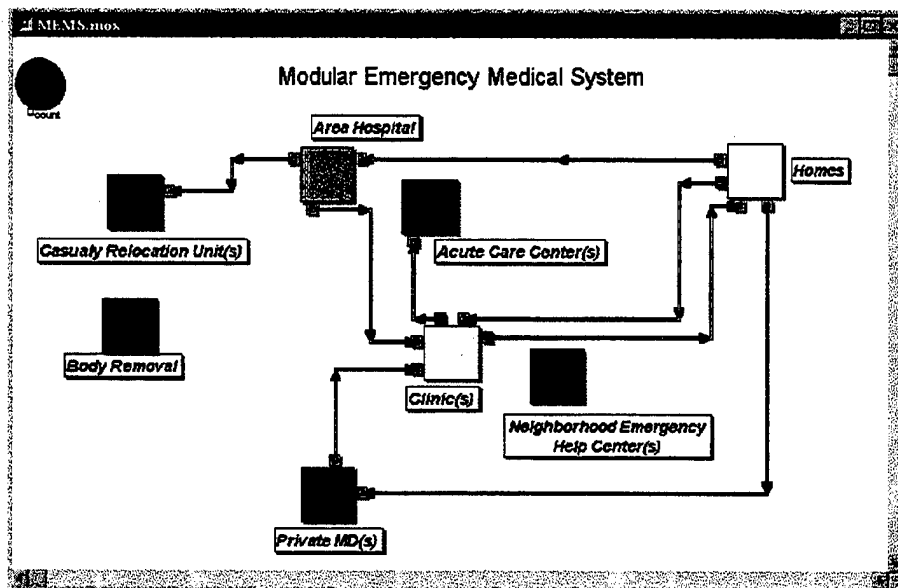 MEMS.mox
Modular Emergency Medical System
count
Area Hospital
Homes
Casualy Relocation Unit(s)
Acute Care Center(s)
Body Removal
Clinic(s)
Neighborhood Emergency
Help Center(s)
Private MD(s)